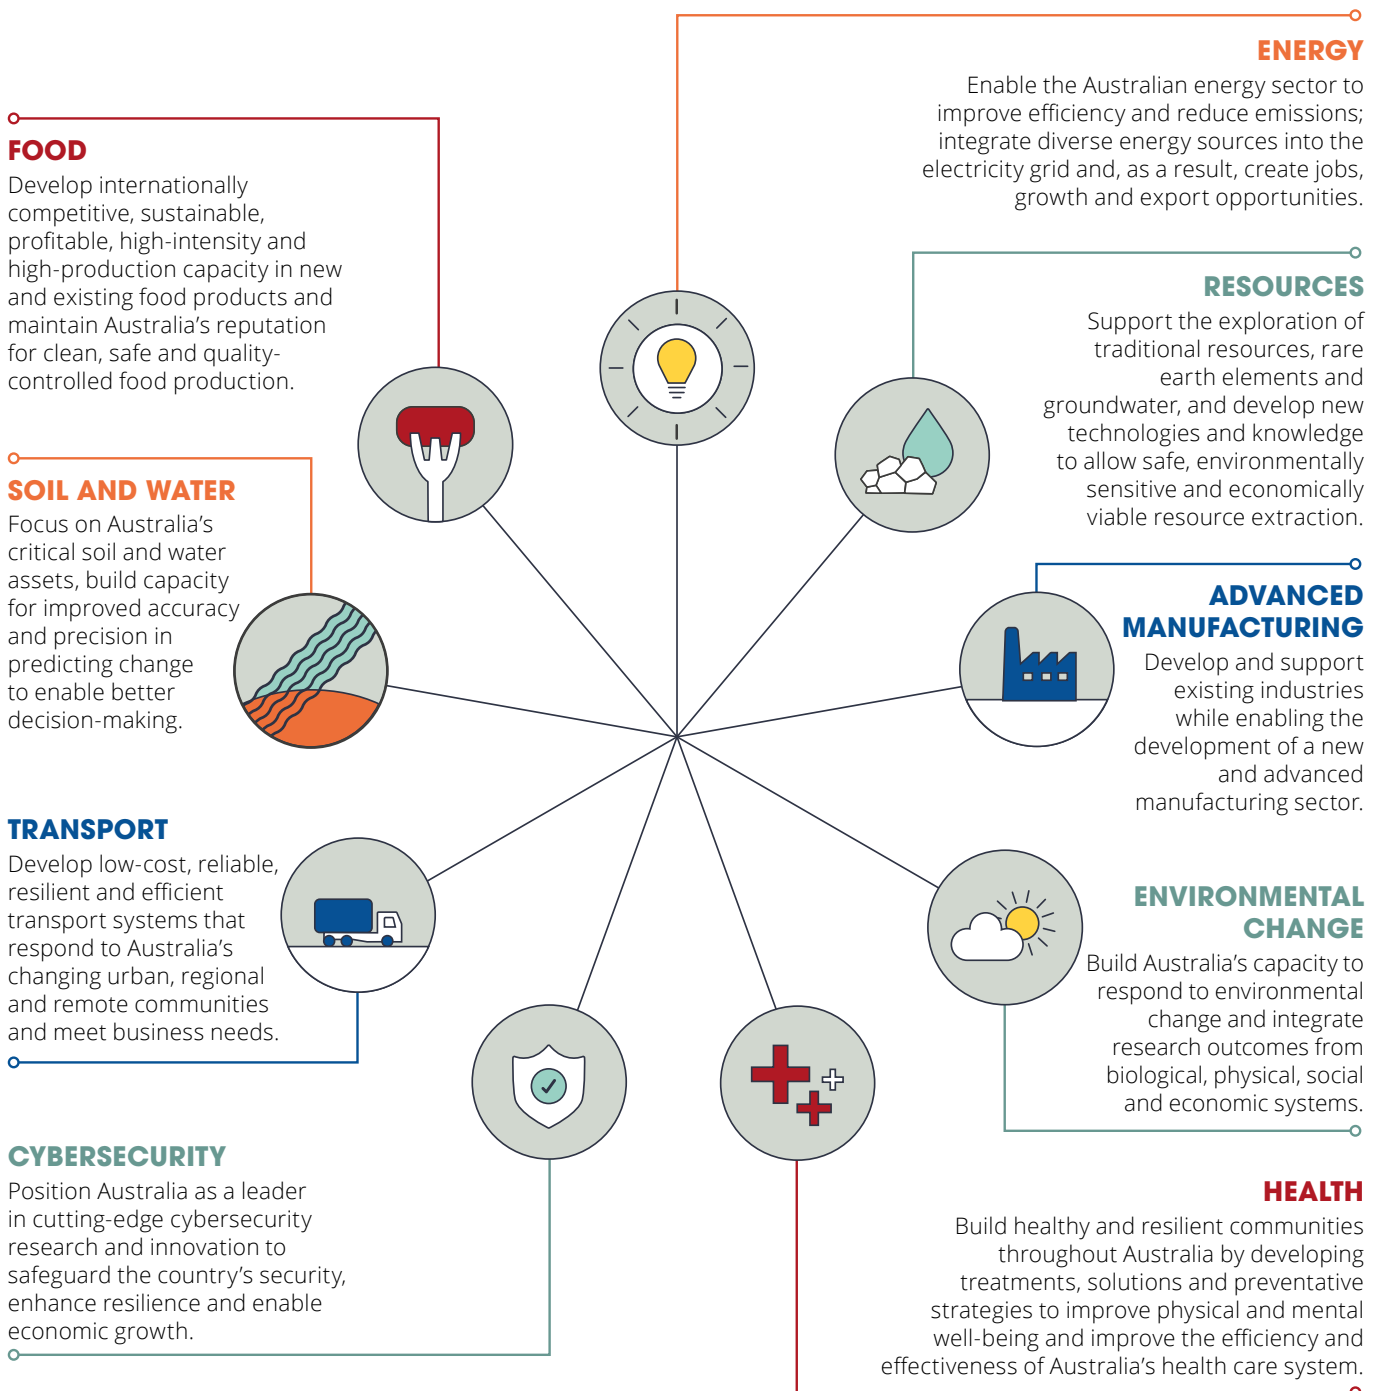 ENERGY
Enable the Australian energy sector to
improve efficiency and reduce emissions;
integrate diverse energy sources into the
electricity grid and, as a result, create jobs,
growth and export opportunities.
FOOD
Develop internationally
competitive, sustainable,
profitable, high-intensity and
high-production capacity in new
and existing food products and
maintain Australia’s reputation
for clean, safe and quality-
controlled food production.
RESOURCES
Support the exploration of
traditional resources, rare
earth elements and
groundwater, and develop new
technologies and knowledge
to allow safe, environmentally
sensitive and economically
viable resource extraction.
SOIL AND WATER
Focus on Australia’s
critical soil and water
assets, build capacity
for improved accuracy
and precision in
predicting change
to enable better
decision-making.
ADVANCED
MANUFACTURING
Develop and support
existing industries
while enabling the
development of a new
and advanced
manufacturing sector.
TRANSPORT
Develop low-cost, reliable,
resilient and efficient
transport systems that
respond to Australia’s
changing urban, regional
and remote communities
and meet business needs.
ENVIRONMENTAL
CHANGE
Build Australia’s capacity to
respond to environmental
change and integrate
research outcomes from
biological, physical, social
and economic systems.
CYBERSECURITY
Position Australia as a leader
in cutting-edge cybersecurity
research and innovation to
safeguard the country’s security,
enhance resilience and enable
economic growth.
HEALTH
Build healthy and resilient communities
throughout Australia by developing
treatments, solutions and preventative
strategies to improve physical and mental
well-being and improve the efficiency and
effectiveness of Australia’s health care system.